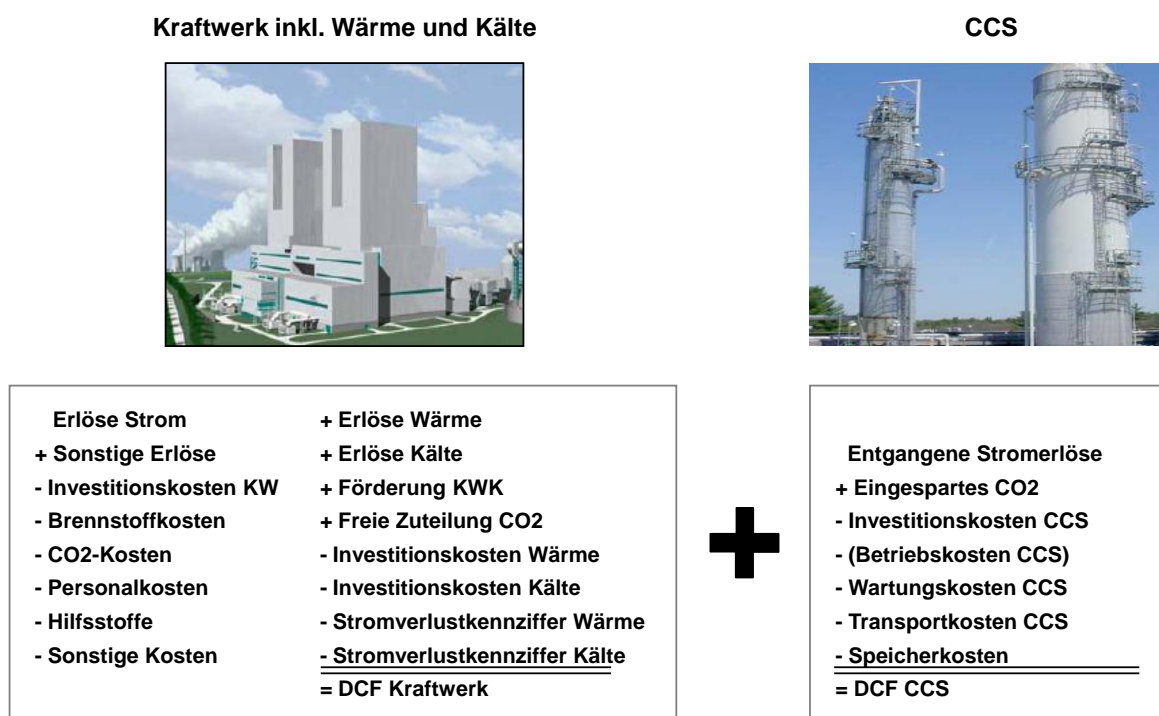 Kraftwerk inkl. Wärme und Kälte
CCS
Erlöse Strom
+ Sonstige Erlöse
- Investitionskosten KW
- Brennstoffkosten
- CO2-Kosten
- Personalkosten
- Hilfsstoffe
- Sonstige Kosten
+ Erlöse Wärme
+ Erlöse Kälte
+ Förderung KWK
+ Freie Zuteilung CO2
- Investitionskosten Wärme
- Investitionskosten Kälte
- Stromverlustkennziffer Wärme
- Stromverlustkennziffer Kälte
= DCF Kraftwerk
Entgangene Stromerlöse
+ Eingespartes CO2
- Investitionskosten CCS
- (Betriebskosten CCS)
- Wartungskosten CCS
- Transportkosten CCS
- Speicherkosten
= DCF CCS